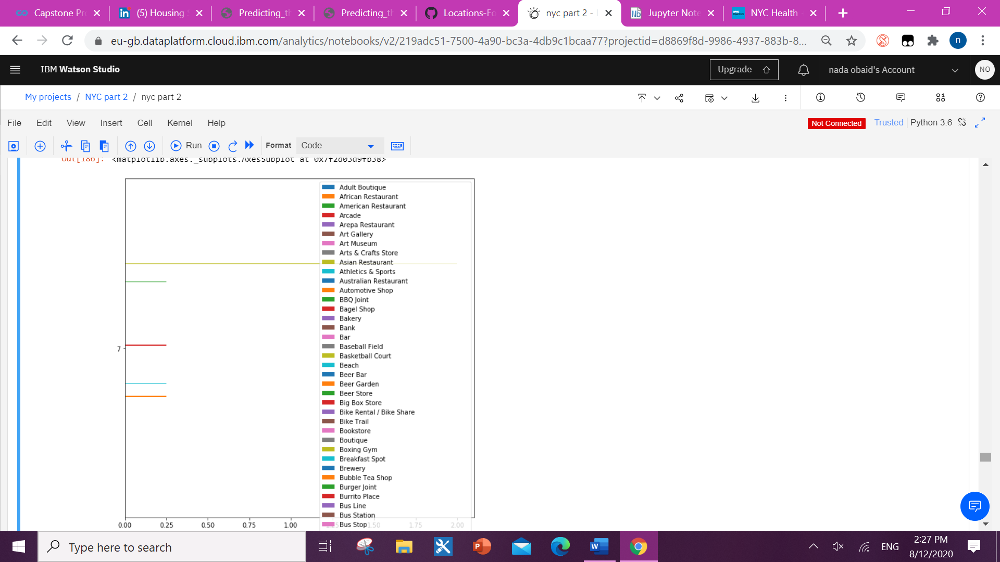 Capstone Pr
(5) Housing
Predicting_th
Predicting_th
Locations-Fo
nyc part 2 -
Jupyter Note
NYC Health
eu-gb.dataplatform.cloud.ibm.com/analytics/notebooks/v2/219adc51-7500-4a90-bc3a-4db9c1bcaa77?projectid=d8869f8d-9986-4937-883b-8...
n
IBM Watson Studio
Upgrade
nada obaid's Account
NO
My projects / NYC part 2 / nyc part 2
File Edit View Insert Cell Kernel Help
Not Connected
Trusted | Python 3.6
Run
Format
Code
Out[186]: <matplotlib.axes._subplots.AxesSubplot at 0x7f2d03d9fb38>
Adult Boutique
African Restaurant
American Restaurant
Arcade
Arepa Restaurant
Art Gallery
Art Museum
Arts & Crafts Store
Asian Restaurant
Athletics & Sports
Australian Restaurant
Automotive Shop
BBQ Joint
Bagel Shop
Bakery
Bank
Bar
Baseball Field
7
Basketball Court
Beach
Beer Bar
Beer Garden
Beer Store
Big Box Store
Bike Rental / Bike Share
Bike Trail
Bookstore
Boutique
Boxing Gym
Breakfast Spot
Brewery
Bubble Tea Shop
Burger Joint
Burrito Place
Bus Line
Bus Station
Bus Stop
0.00 0.25 0.50 0.75 1.00 1.25 1.50 1.75 2.00
Type here to search
ENG
2:27 PM
8/12/2020